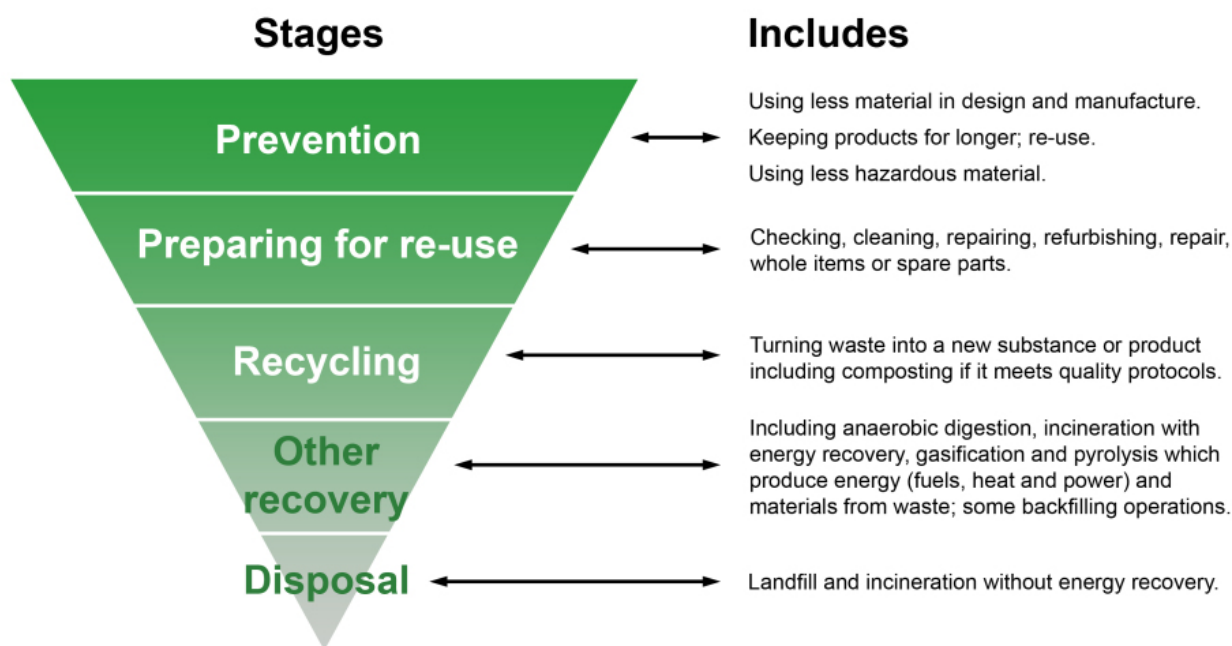 Stages
Includes
Prevention
Using less material in design and manufacture.
Keeping products for longer; re-use.
Using less hazardous material.
Preparing for re-use
Checking, cleaning, repairing, refurbishing, repair,
whole items or spare parts.
Recycling
Turning waste into a new substance or product
including composting if it meets quality protocols.
Other
recovery
Including anaerobic digestion, incineration with
energy recovery, gasification and pyrolysis which
produce energy (fuels, heat and power) and
materials from waste; some backfilling operations.
Disposal
Landfill and incineration without energy recovery.